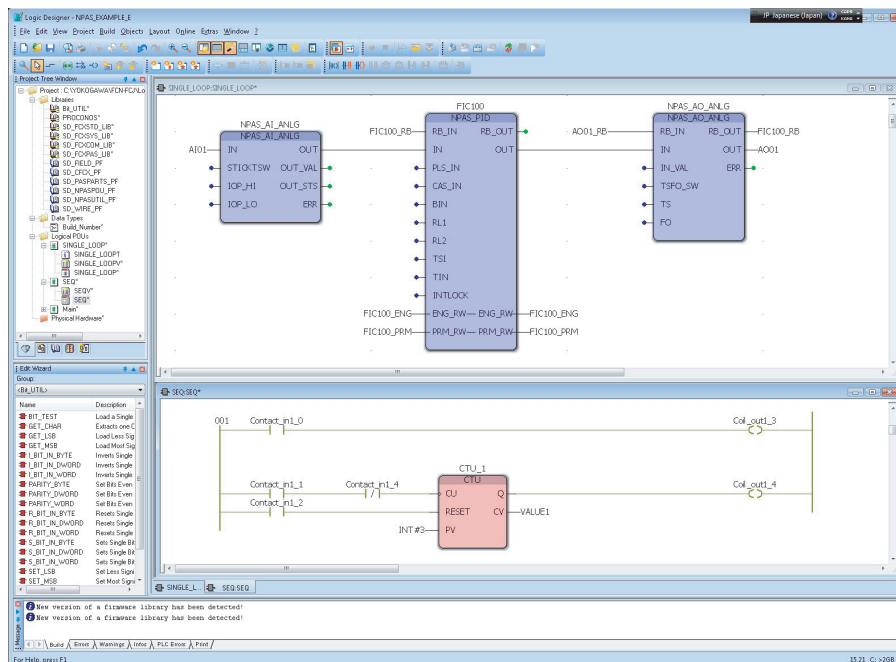 Logic Designer - NPAS_EXAMPLE_E
JP Japanese (Japan)
CAPS
KANA
File Edit View Project Build Objects Layout Online Extras Window ?
Project Tree Window
Project : C:\YOKOGAWA\FCN-FCJ\Lo
Libraries
Bit_UTIL*
PROCONOS*
SD_FCXSTD_LIB*
SD_FCXSYS_LIB*
SD_FCXCOM_LIB*
SD_FCXPAS_LIB*
SD_FIELD_PF
SD_CFCX_PF
SD_PASPARTS_PF
SD_NPASPOU_PF
SD_NPASUTIL_PF
SD_WIRE_PF
Data Types
Build_Number*
Logical POUs
SINGLE_LOOP*
SINGLE_LOOPT
SINGLE_LOOPV*
SINGLE_LOOP*
SEQ*
SEQV*
SEQ*
Main*
Physical Hardware*
Edit Wizard
Group:
<Bit_UTIL>
Name Description
BIT_TEST Load a Single
GET_CHAR Extracts one C
GET_LSB Load Less Sig
GET_MSB Load Most Sig
I_BIT_IN_BYTE Inverts Single
I_BIT_IN_DWORD Inverts Single
I_BIT_IN_WORD Inverts Single
PARITY_BYTE Set Bits Even
PARITY_DWORD Set Bits Even
PARITY_WORD Set Bits Even
R_BIT_IN_BYTE Resets Single
R_BIT_IN_DWORD Resets Single
R_BIT_IN_WORD Resets Single
S_BIT_IN_BYTE Sets Single Bit
S_BIT_IN_DWORD Sets Single Bit
S_BIT_IN_WORD Sets Single Bit
SET_LSB Set Less Signi
SET_MSB Set Most Signi
SINGLE_LOOP:SINGLE_LOOP*
NPAS_AI_ANLG
NPAS_AI_ANLG
AI01 IN OUT
STICKTSW OUT_VAL
IOP_HI OUT_STS
IOP_LO ERR
FIC100
NPAS_PID
FIC100_RB RB_IN RB_OUT
IN OUT
PLS_IN
CAS_IN
BIN
RL1
RL2
TSI
TIN
INTLOCK
FIC100_ENG ENG_RW ENG_RW FIC100_ENG
FIC100_PRM PRM_RW PRM_RW FIC100_PRM
NPAS_AO_ANLG
NPAS_AO_ANLG
AO01_RB RB_IN RB_OUT FIC100_RB
IN OUT AO01
IN_VAL ERR
TSFO_SW
TS
FO
SEQ:SEQ*
001 Contact_in1_0 Coil_out1_3
CTU_1
Contact_in1_1 Contact_in1_4 CTU Coil_out1_4
CU Q
Contact_in1_2 RESET CV VALUE1
INT#3 PV
SINGLE_L... SEQ:SEQ
Message
New version of a firmware library has been detected!
New version of a firmware library has been detected!
Build Errors Warnings Infos PLC Errors Print
For Help, press F1
15.21 C: >2GB